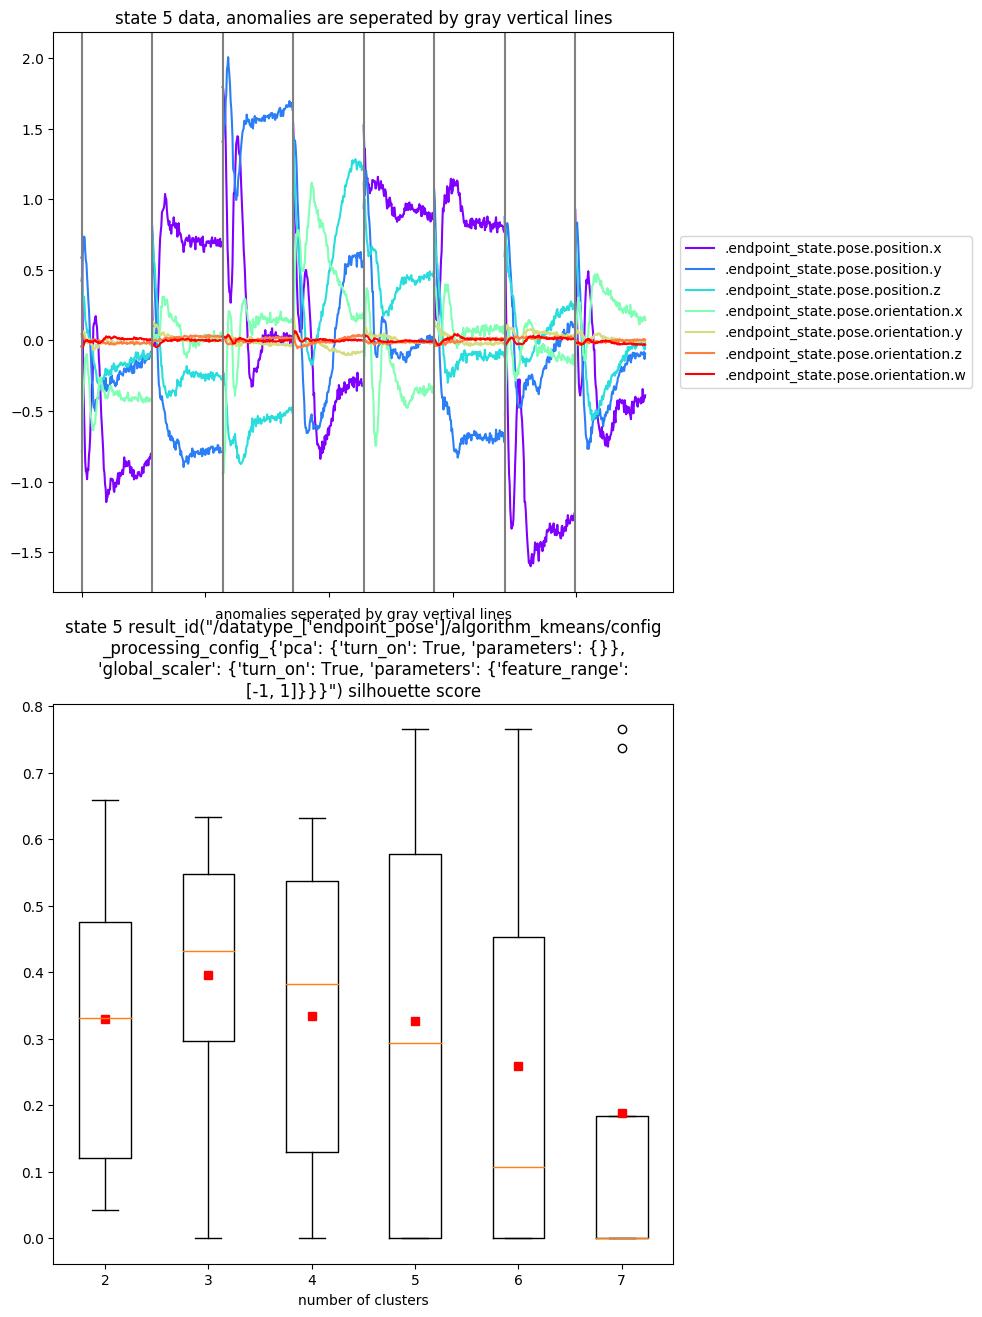 state 5 data, anomalies are seperated by gray vertical lines
2.0
1.5
1.0
0.5
0.0
−0.5
−1.0
−1.5
.endpoint_state.pose.position.x
.endpoint_state.pose.position.y
.endpoint_state.pose.position.z
.endpoint_state.pose.orientation.x
.endpoint_state.pose.orientation.y
.endpoint_state.pose.orientation.z
.endpoint_state.pose.orientation.w
anomalies seperated by gray vertival lines
state 5 result_id("/datatype_['endpoint_pose']/algorithm_kmeans/config
_processing_config_{'pca': {'turn_on': True, 'parameters': {}},
'global_scaler': {'turn_on': True, 'parameters': {'feature_range':
[-1, 1]}}}") silhouette score
0.8
0.7
0.6
0.5
0.4
0.3
0.2
0.1
0.0
2 3 4 5 6 7
number of clusters